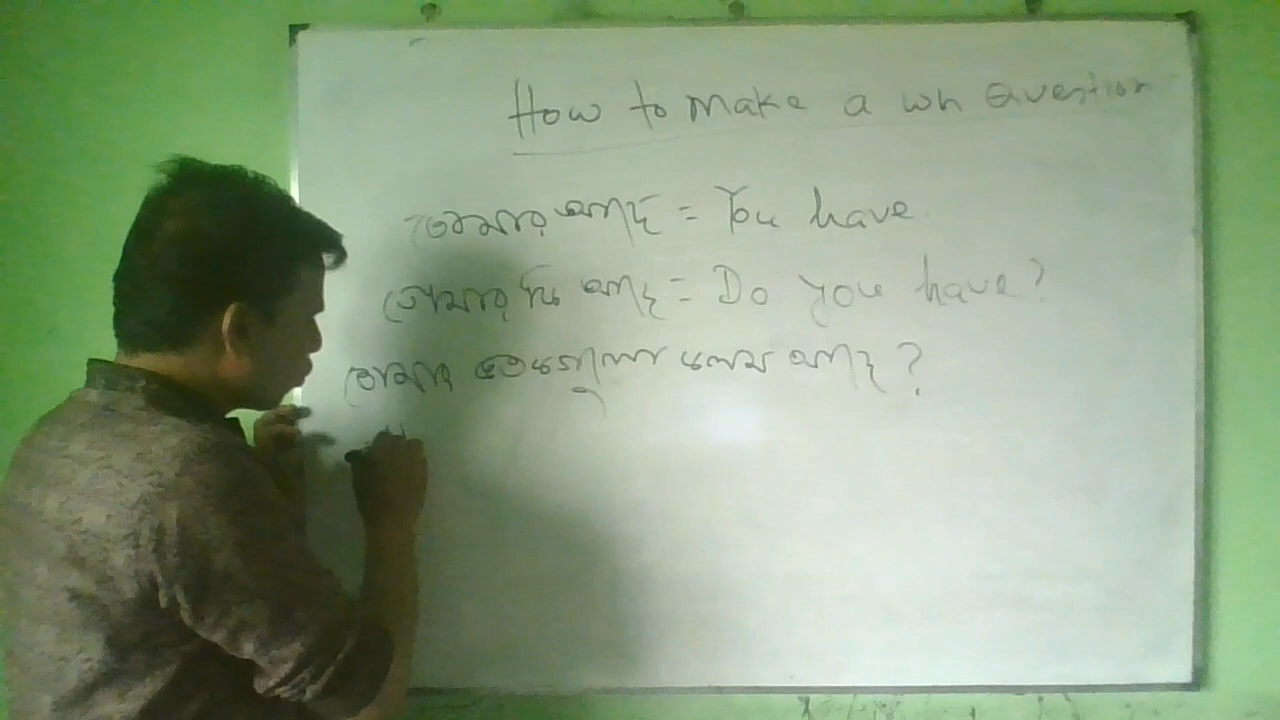 How to make a wh Question
তোমার আছে = You have
তোমার কি আছে = Do you have?
তোমার কতগুলো কলম আছে ?